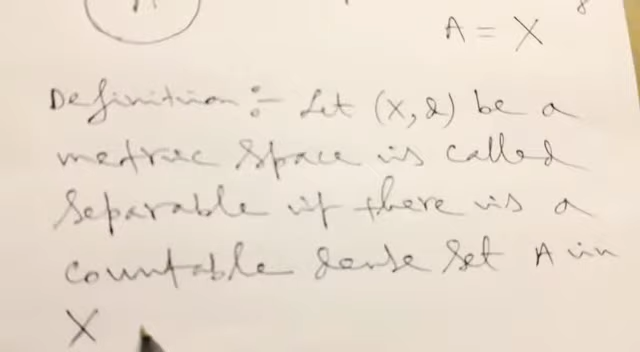 A = X
Definition :- Let (X, d) be a
metric space is called
separable if there is a
countable dense set A in
X